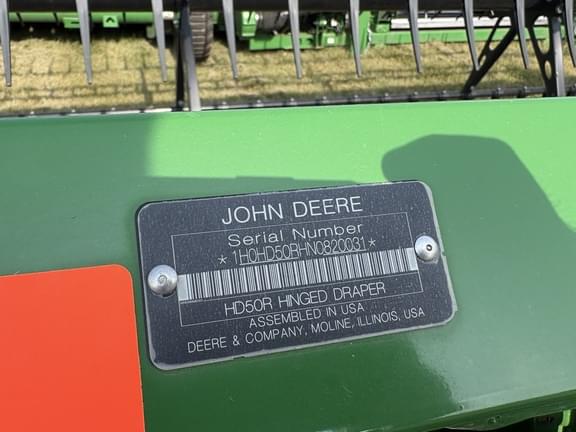 JOHN DEERE
Serial Number
*1H0HD50RHN0820031*
HD50R HINGED DRAPER
ASSEMBLED IN USA
DEERE & COMPANY, MOLINE, ILLINOIS, USA